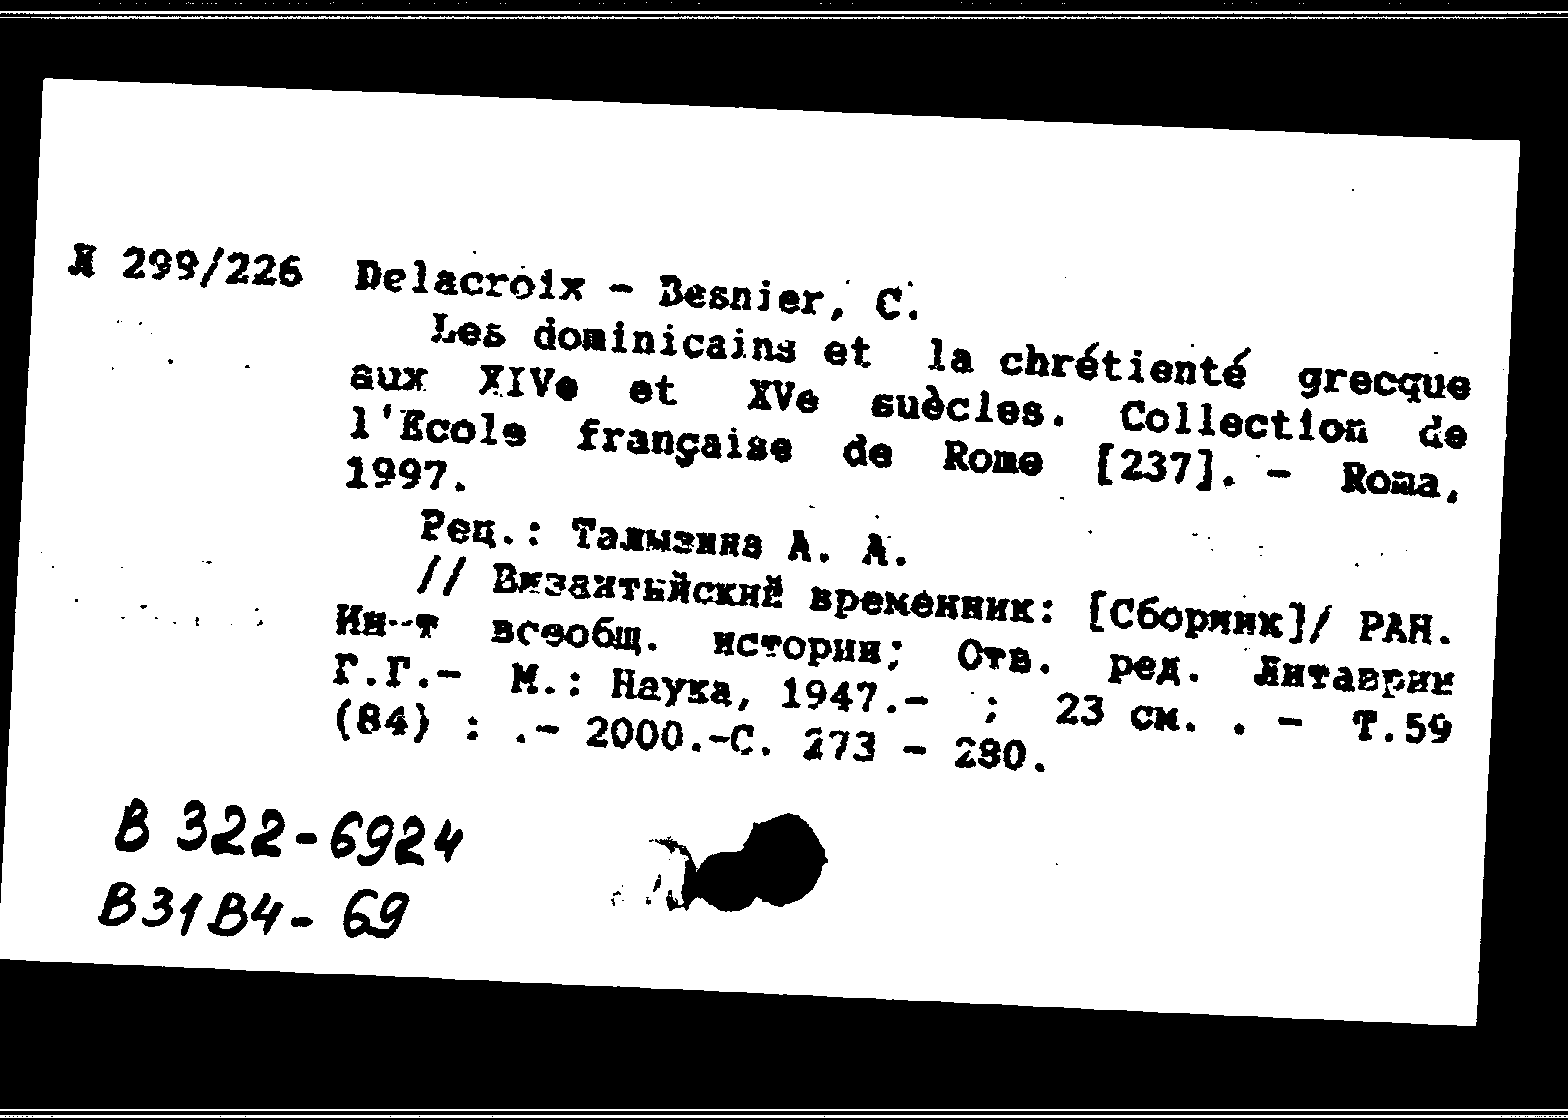 Й 299/226 Delacroix - Besnier, C.
Les dominicains et la chrétienté grecque
aux XIVe et XVe suècles. Collection de
l'Ecole française de Rome [237]. - Roma,
1997.
Рец.: Талызина А. А.
// Византыйский временник: [Сборник]/ РАН.
Ин-т всеобщ. истории; Отв. ред. Литаврин
Г.Г.- М.: Наука, 1947.- ; 23 см. . - Т.59
(84) : .- 2000.-С. 273 - 280.
В 322-6924
В31В4-69